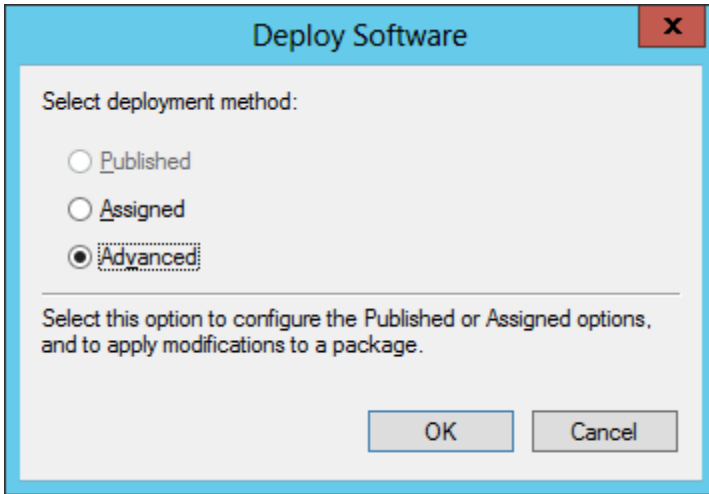 Deploy Software
x
Select deployment method:
Published
Assigned
Advanced
Select this option to configure the Published or Assigned options,
and to apply modifications to a package.
OK Cancel